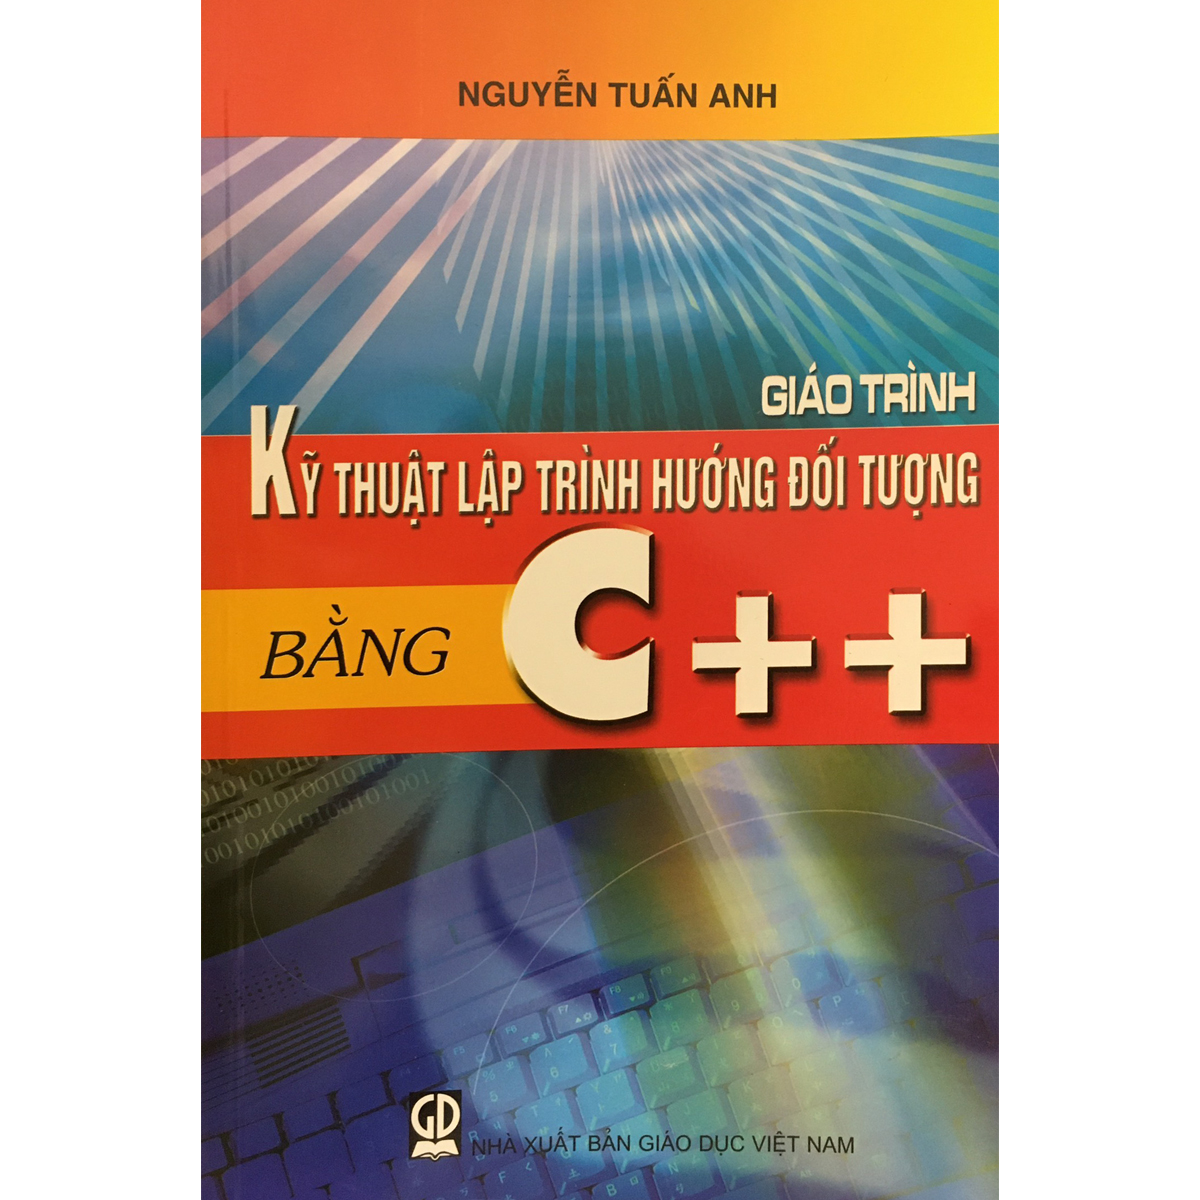 NGUYỄN TUẤN ANH
GIÁO TRÌNH
KỸ THUẬT LẬP TRÌNH HƯỚNG ĐỐI TƯỢNG
BẰNG C++
GD
NHÀ XUẤT BẢN GIÁO DỤC VIỆT NAM